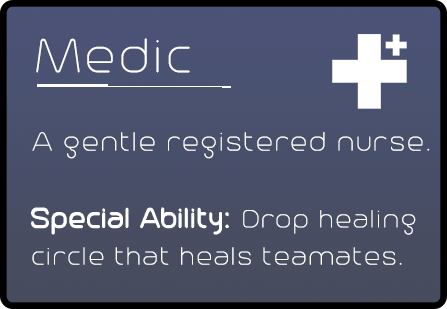 Medic
A gentle registered nurse.
Special Ability: Drop healing
circle that heals teamates.